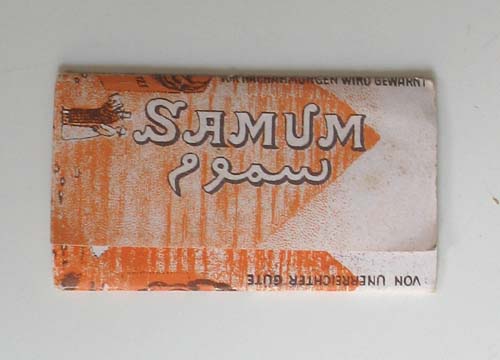 VOR NACHAHMUNGEN WIRD GEWARNT
SAMUM
سموم
VON UNERREICHTER GÜTE